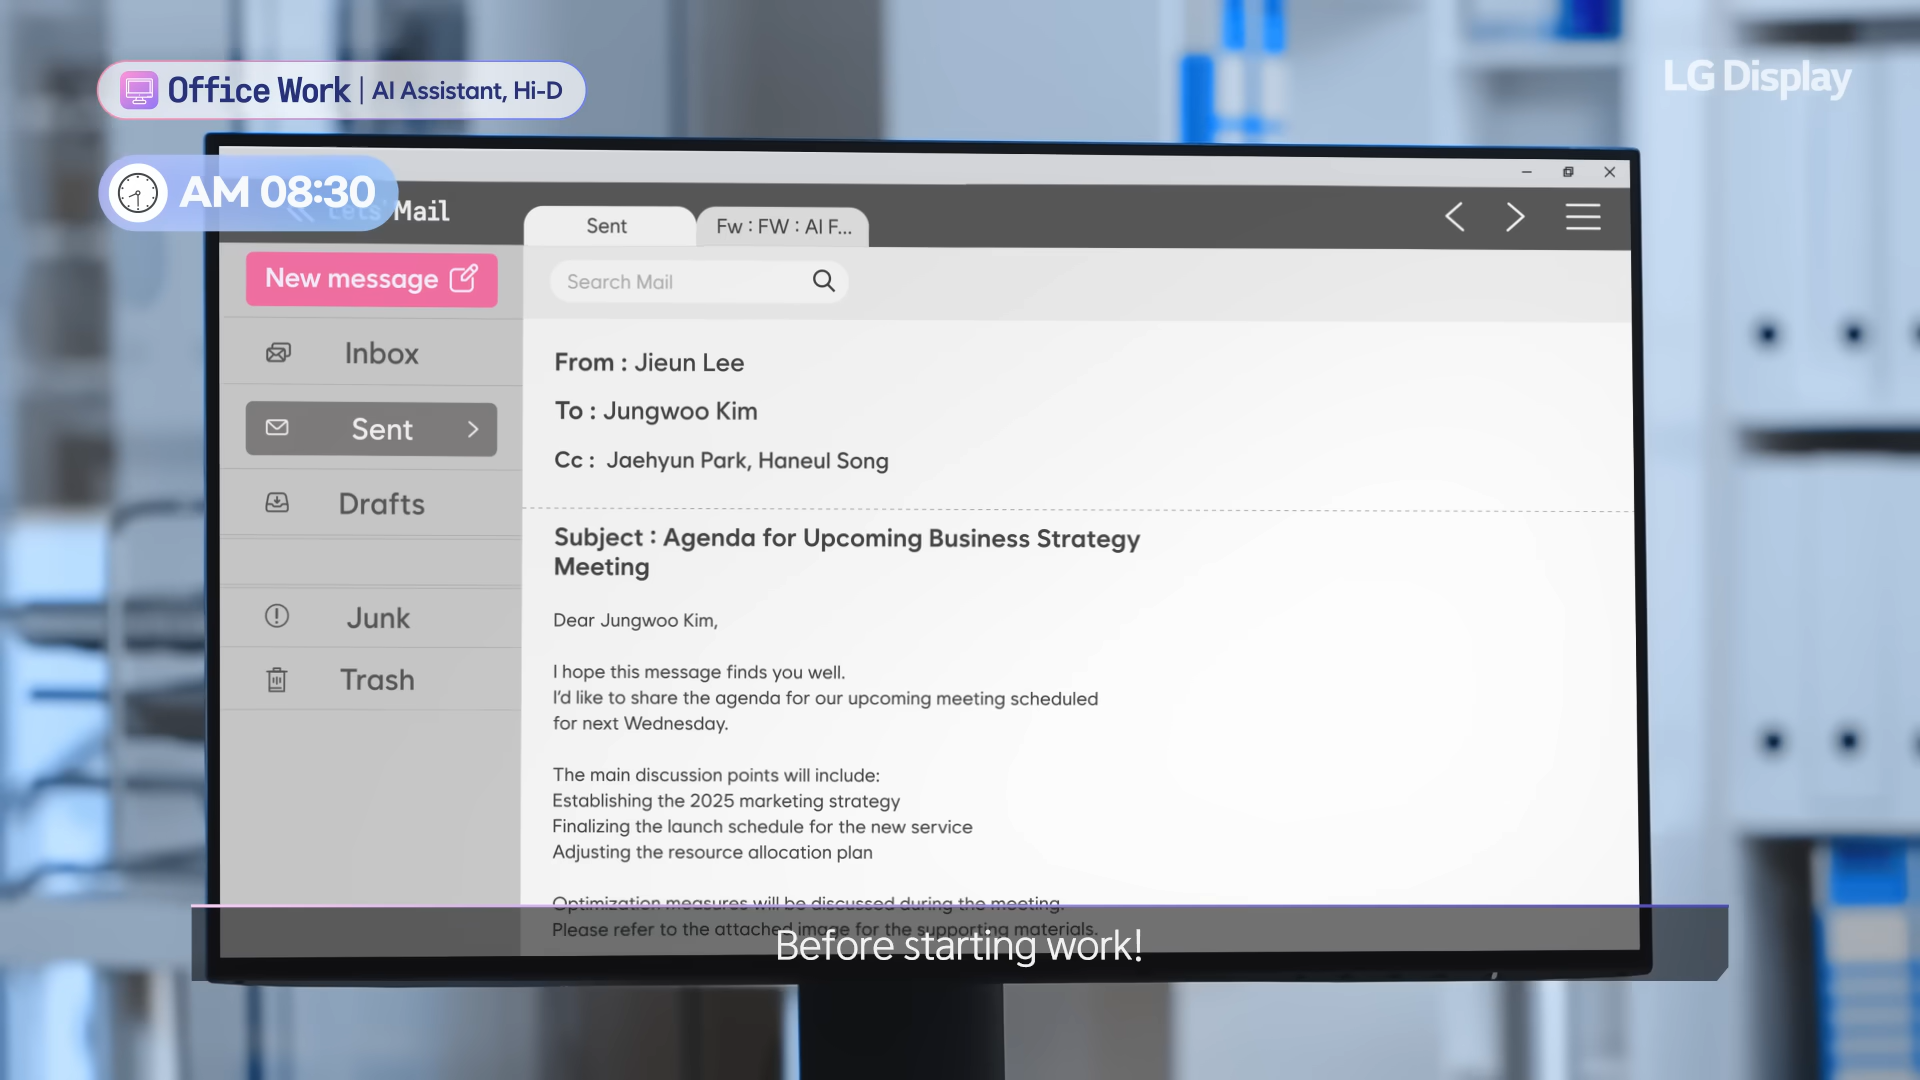 Office Work | AI Assistant, Hi-D
LG Display
AM 08:30
Lets' Mail
Sent
Fw : FW : AI F...
New message
Search Mail
Inbox
Sent
Drafts
Junk
Trash
From : Jieun Lee
To : Jungwoo Kim
Cc : Jaehyun Park, Haneul Song
Subject : Agenda for Upcoming Business Strategy
Meeting
Dear Jungwoo Kim,
I hope this message finds you well.
I'd like to share the agenda for our upcoming meeting scheduled
for next Wednesday.
The main discussion points will include:
Establishing the 2025 marketing strategy
Finalizing the launch schedule for the new service
Adjusting the resource allocation plan
Optimization measures will be discussed during the meeting.
Please refer to the attached image for the supporting materials.
Before starting work!